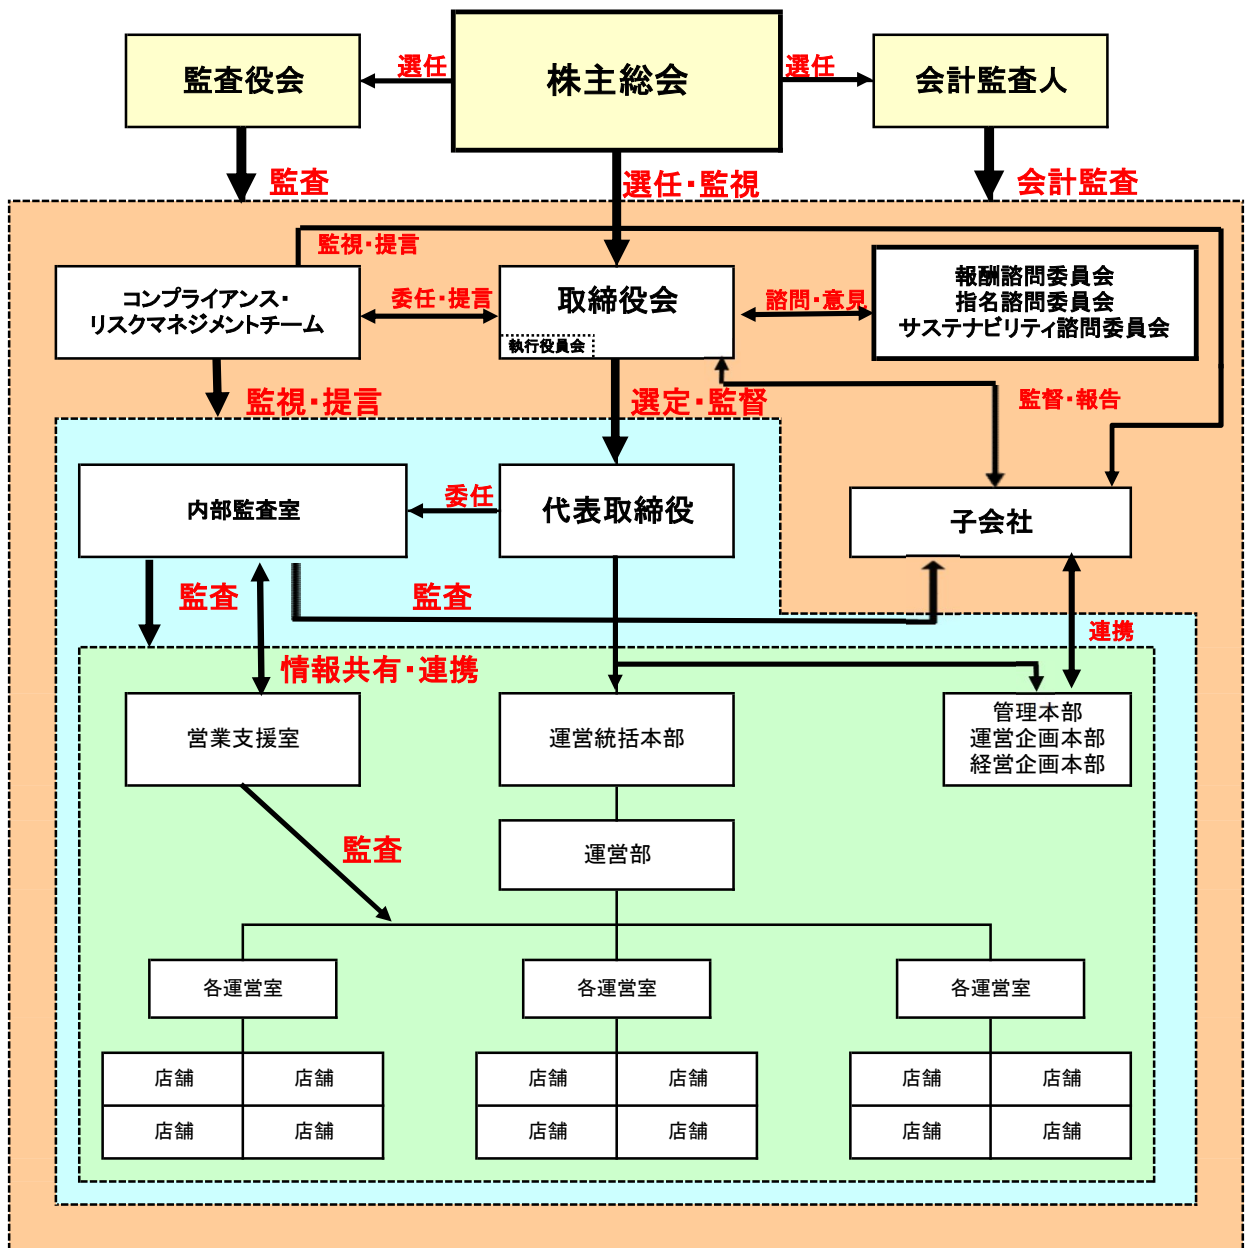 監査役会
選任
株主総会
選任
会計監査人
監査
選任・監視
会計監査
監視・提言
コンプライアンス・
リスクマネジメントチーム
委任・提言
取締役会
執行役員会
諮問・意見
報酬諮問委員会
指名諮問委員会
サステナビリティ諮問委員会
監視・提言
選定・監督
監督・報告
内部監査室
委任
代表取締役
子会社
監査
監査
連携
情報共有・連携
営業支援室
運営統括本部
管理本部
運営企画本部
経営企画本部
監査
運営部
各運営室
各運営室
各運営室
店舗
店舗
店舗
店舗
店舗
店舗
店舗
店舗
店舗
店舗
店舗
店舗